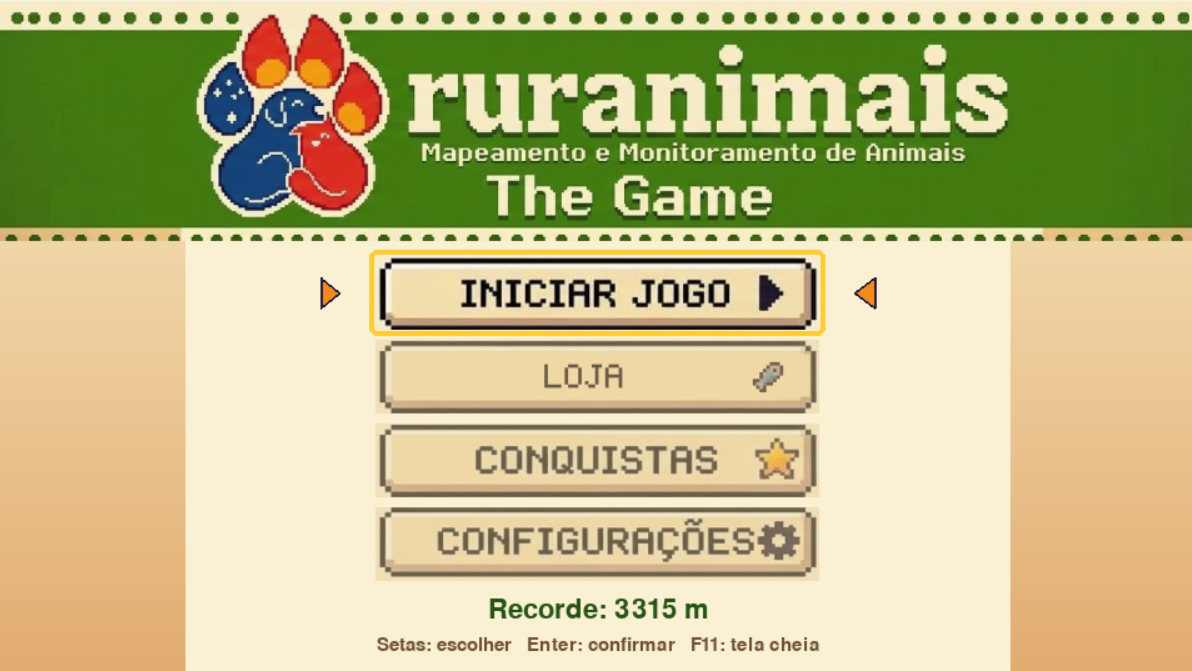 ruranimais
Mapeamento e Monitoramento de Animais
The Game
INICIAR JOGO
LOJA
CONQUISTAS
CONFIGURAÇÕES
Recorde: 3315 m
Setas: escolher Enter: confirmar F11: tela cheia